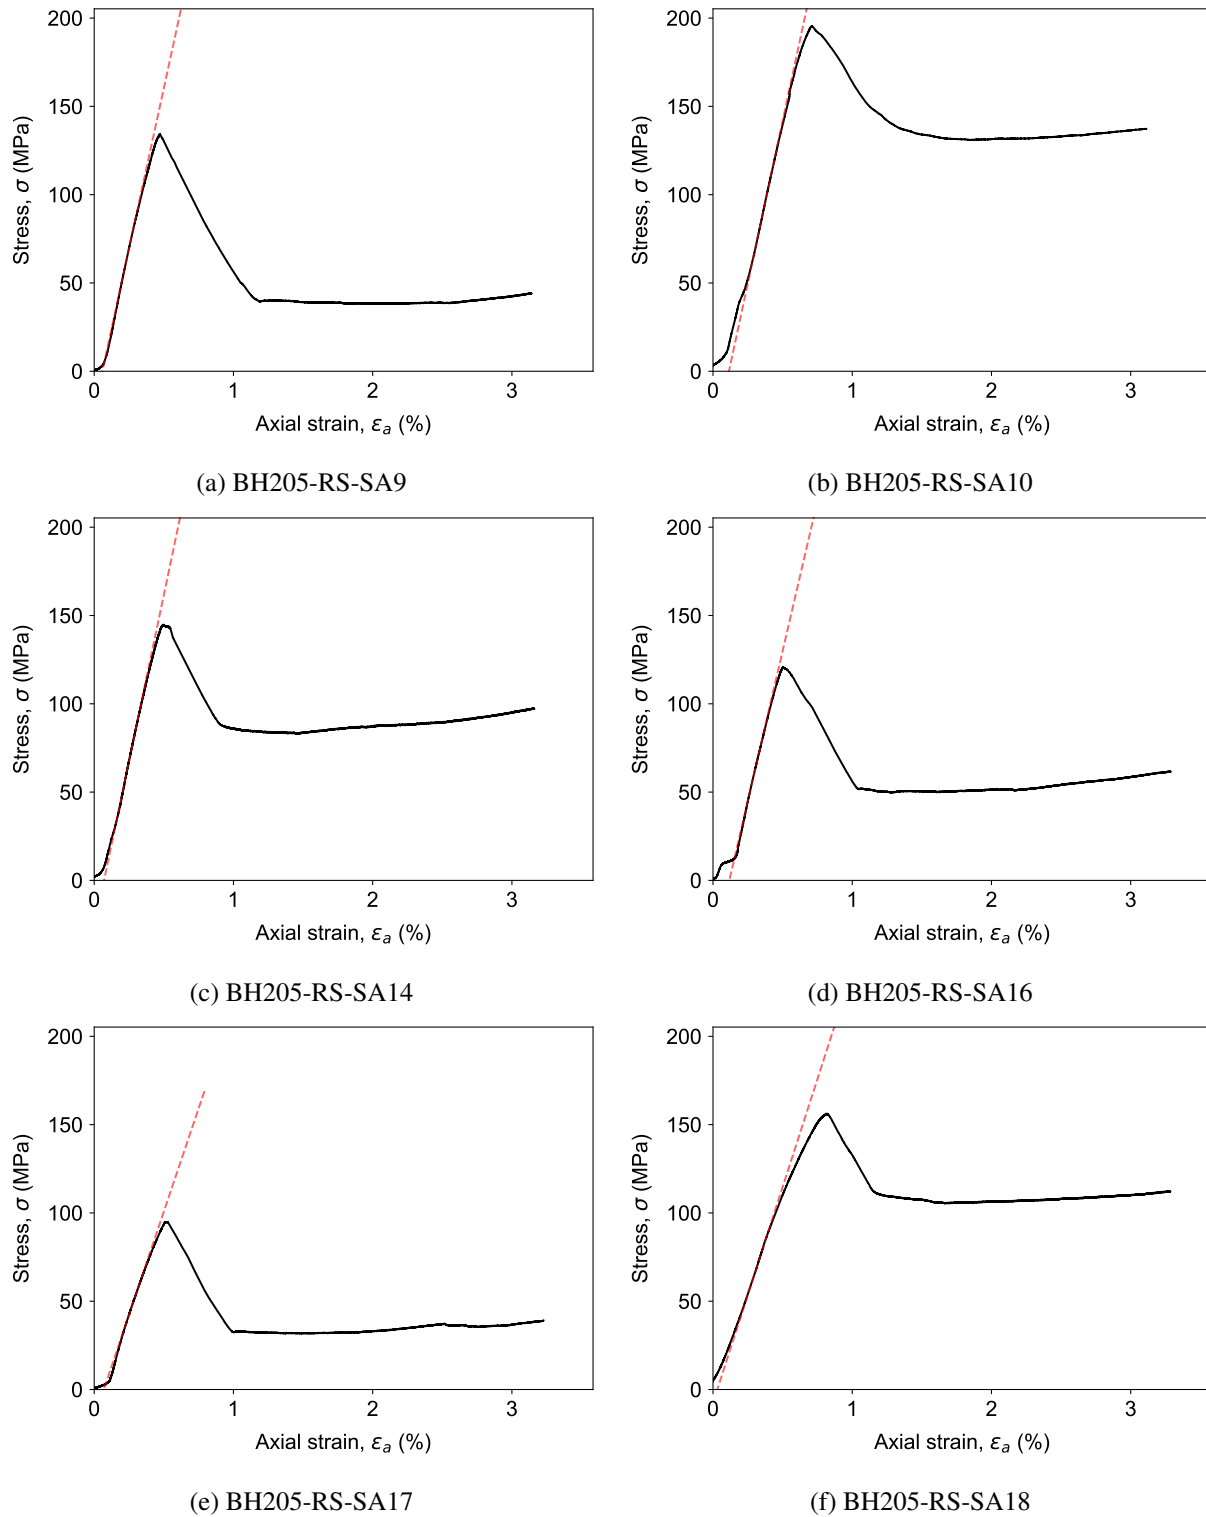 200
150
100
50
0
Stress, σ (MPa)
0 1 2 3
Axial strain, εa (%)
(a) BH205-RS-SA9
200
150
100
50
0
Stress, σ (MPa)
0 1 2 3
Axial strain, εa (%)
(b) BH205-RS-SA10
200
150
100
50
0
Stress, σ (MPa)
0 1 2 3
Axial strain, εa (%)
(c) BH205-RS-SA14
200
150
100
50
0
Stress, σ (MPa)
0 1 2 3
Axial strain, εa (%)
(d) BH205-RS-SA16
200
150
100
50
0
Stress, σ (MPa)
0 1 2 3
Axial strain, εa (%)
(e) BH205-RS-SA17
200
150
100
50
0
Stress, σ (MPa)
0 1 2 3
Axial strain, εa (%)
(f) BH205-RS-SA18